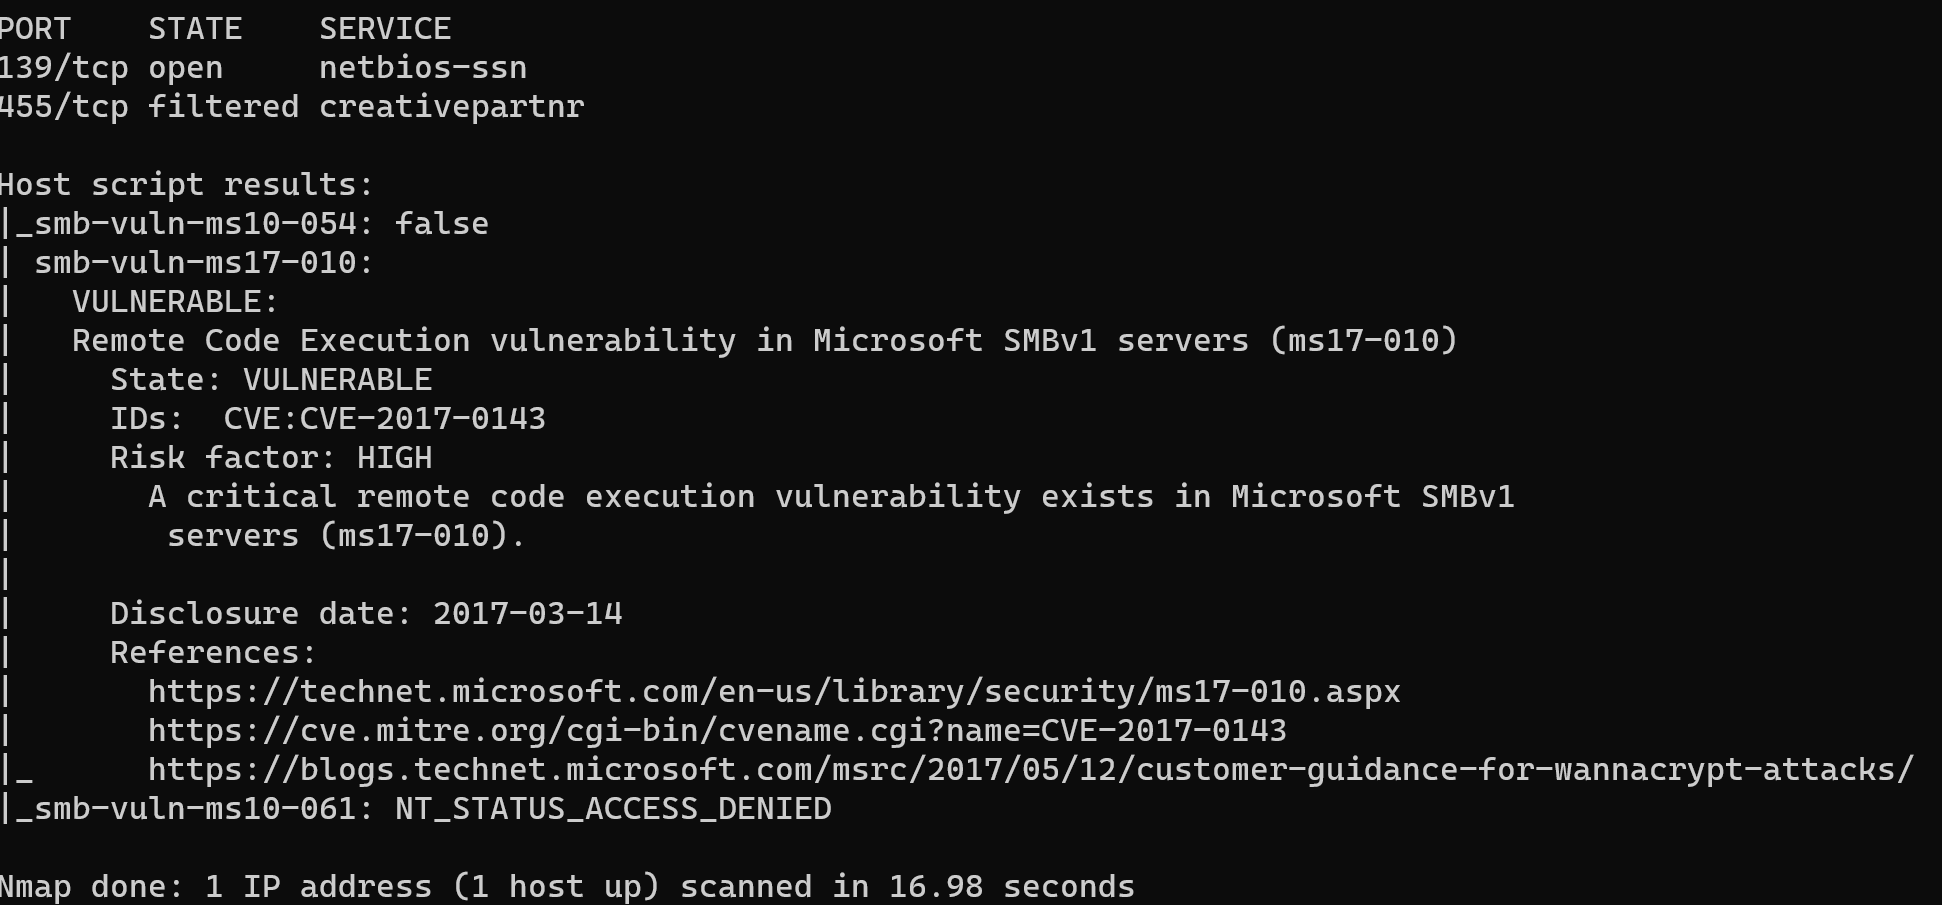 PORT    STATE    SERVICE
139/tcp open     netbios-ssn
455/tcp filtered creativepartnr
Host script results:
|_smb-vuln-ms10-054: false
| smb-vuln-ms17-010:
|   VULNERABLE:
|   Remote Code Execution vulnerability in Microsoft SMBv1 servers (ms17-010)
|     State: VULNERABLE
|     IDs:  CVE:CVE-2017-0143
|     Risk factor: HIGH
|       A critical remote code execution vulnerability exists in Microsoft SMBv1
|        servers (ms17-010).
|
|     Disclosure date: 2017-03-14
|     References:
|       https://technet.microsoft.com/en-us/library/security/ms17-010.aspx
|       https://cve.mitre.org/cgi-bin/cvename.cgi?name=CVE-2017-0143
|_      https://blogs.technet.microsoft.com/msrc/2017/05/12/customer-guidance-for-wannacrypt-attacks/
|_smb-vuln-ms10-061: NT_STATUS_ACCESS_DENIED
Nmap done: 1 IP address (1 host up) scanned in 16.98 seconds